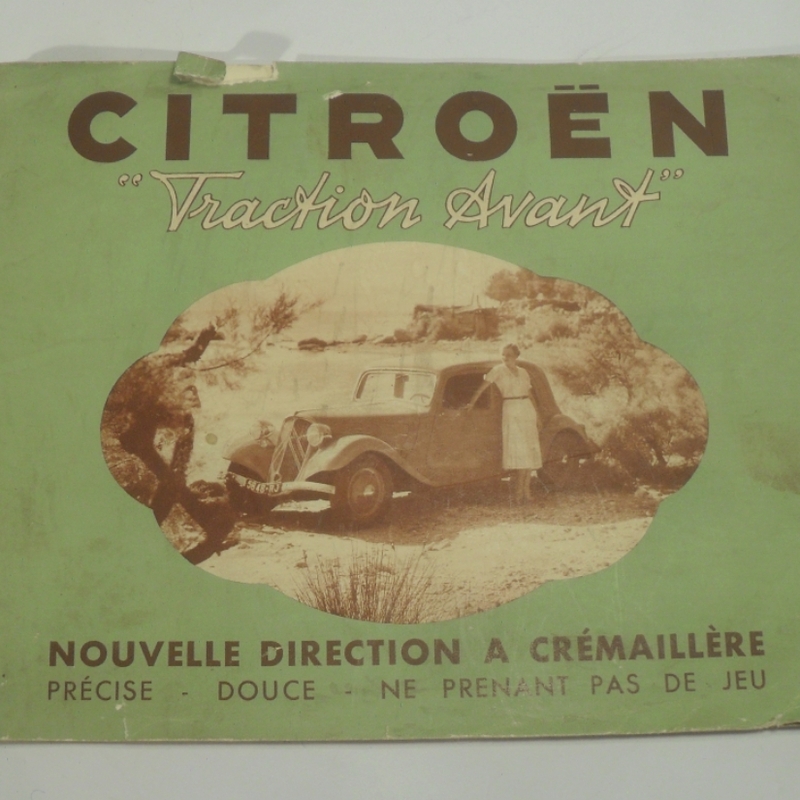 CITROËN
“Traction Avant”
NOUVELLE DIRECTION A CRÉMAILLÈRE
PRÉCISE - DOUCE - NE PRENANT PAS DE JEU